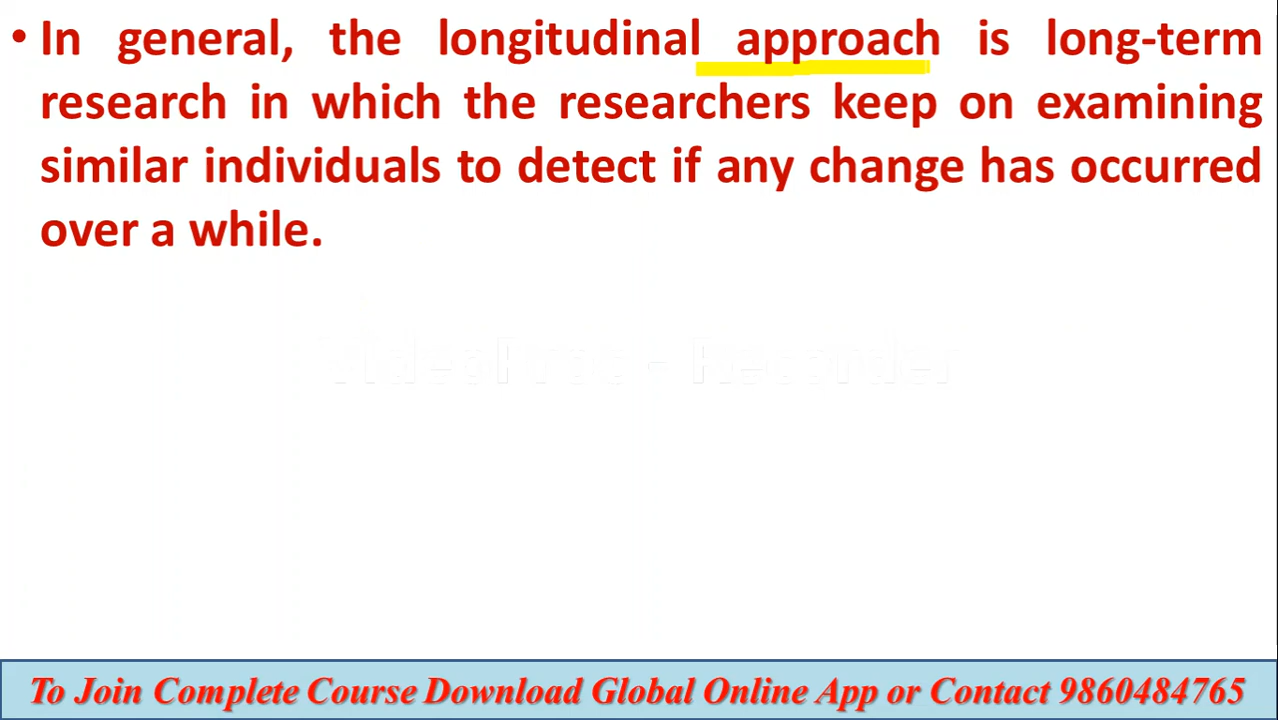 • In general, the longitudinal approach is long-term
research in which the researchers keep on examining
similar individuals to detect if any change has occurred
over a while.
VideoProc - Recorder
To Join Complete Course Download Global Online App or Contact 9860484765